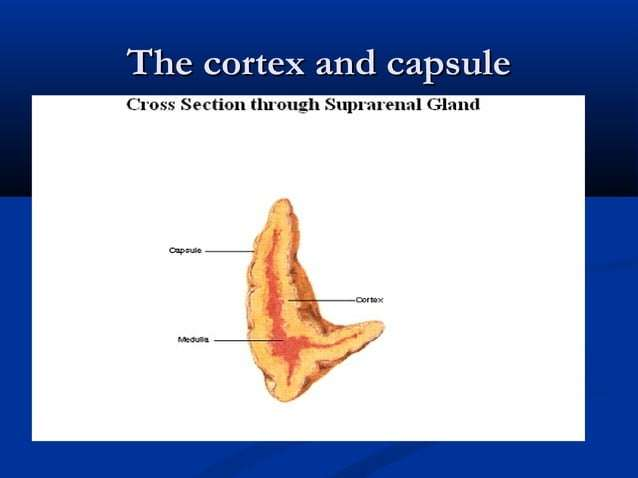 The cortex and capsule
Cross Section through Suprarenal Gland
Capsule
Cortex
Medulla